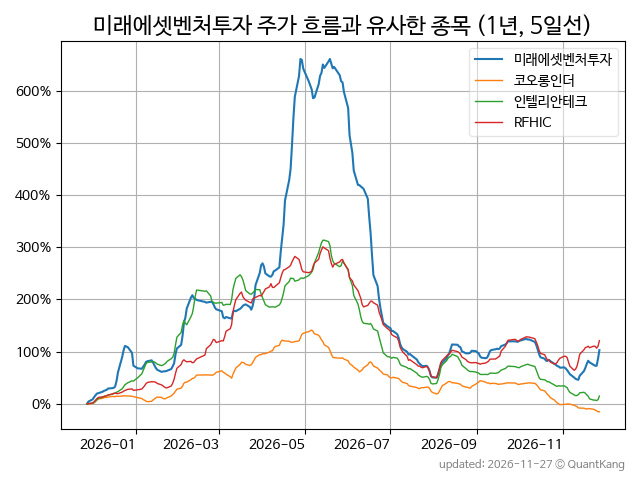 미래에셋벤처투자 주가 흐름과 유사한 종목 (1년, 5일선)
미래에셋벤처투자
코오롱인더
인텔리안테크
RFHIC
600%
500%
400%
300%
200%
100%
0%
2026-01 2026-03 2026-05 2026-07 2026-09 2026-11
updated: 2026-11-27 © QuantKang